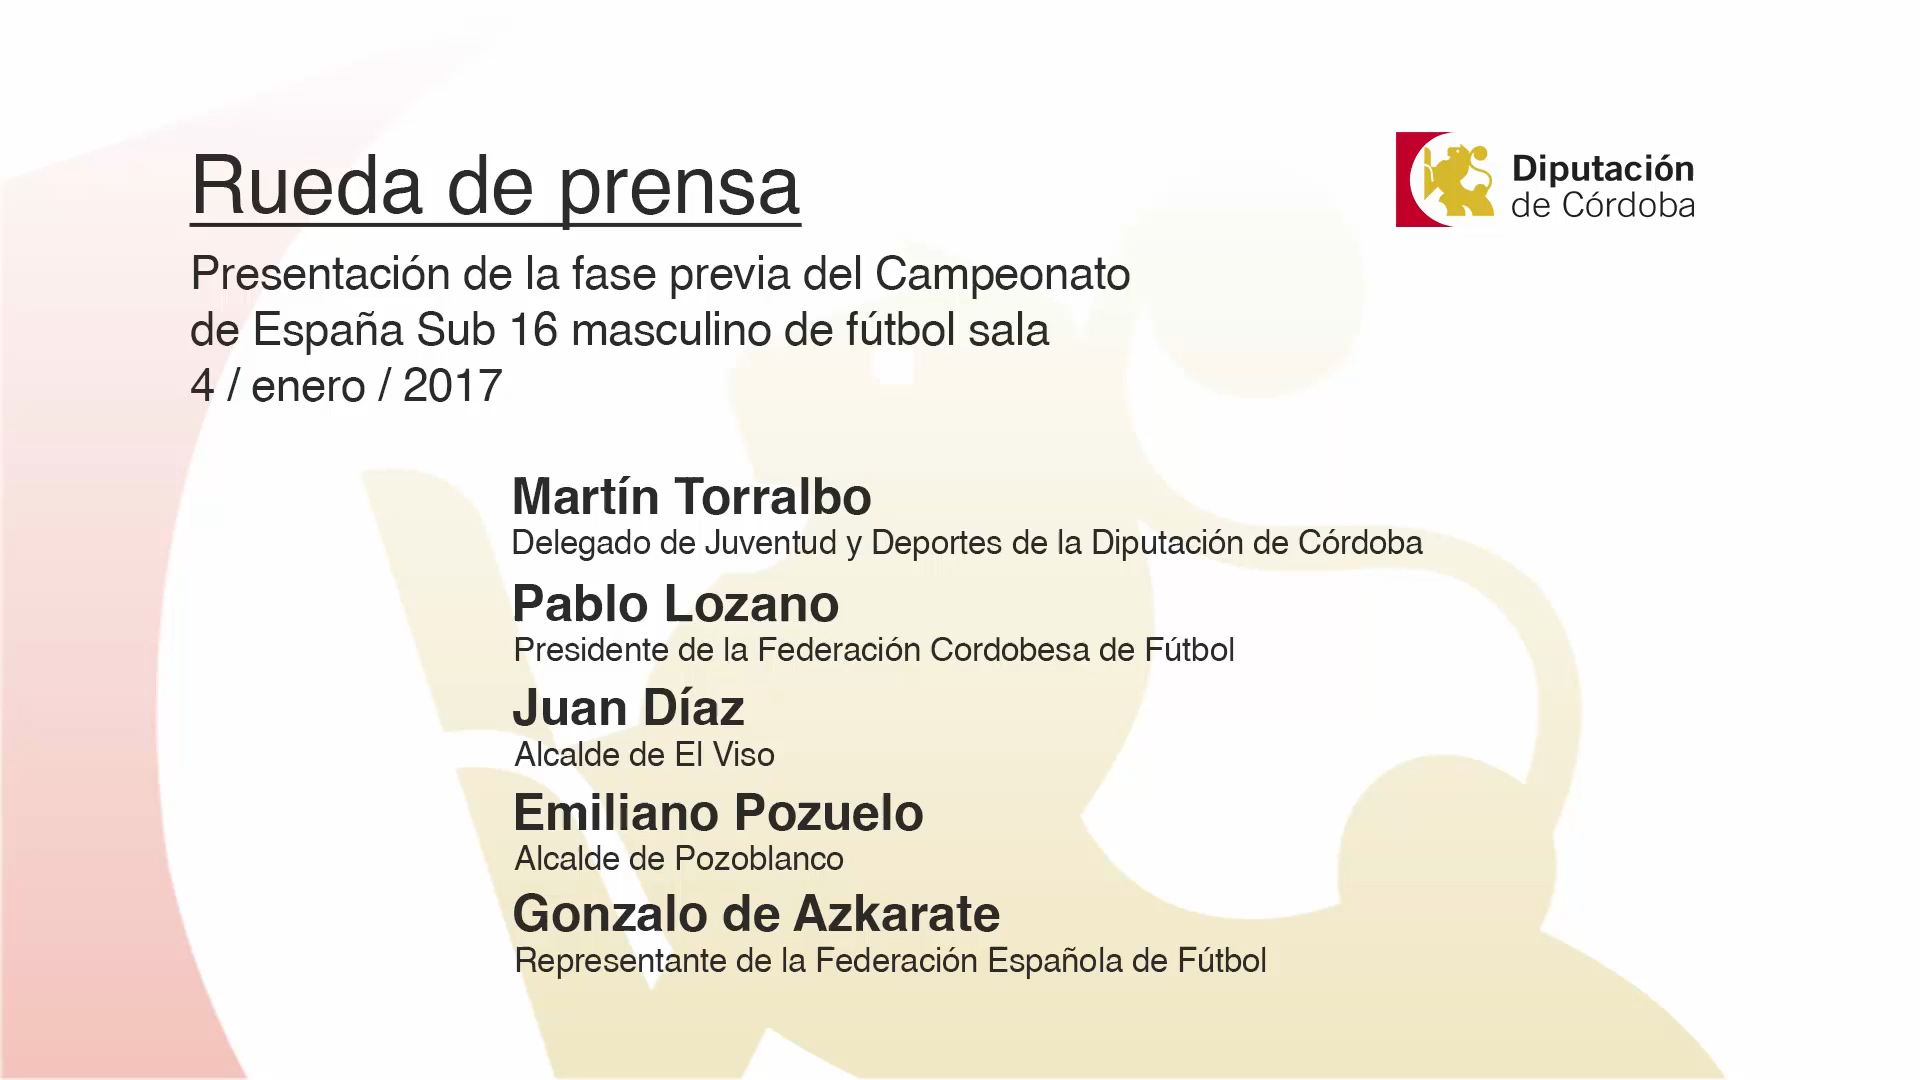 Rueda de prensa
Diputación
de Córdoba
Presentación de la fase previa del Campeonato
de España Sub 16 masculino de fútbol sala
4 / enero / 2017
Martín Torralbo
Delegado de Juventud y Deportes de la Diputación de Córdoba
Pablo Lozano
Presidente de la Federación Cordobesa de Fútbol
Juan Díaz
Alcalde de El Viso
Emiliano Pozuelo
Alcalde de Pozoblanco
Gonzalo de Azkarate
Representante de la Federación Española de Fútbol